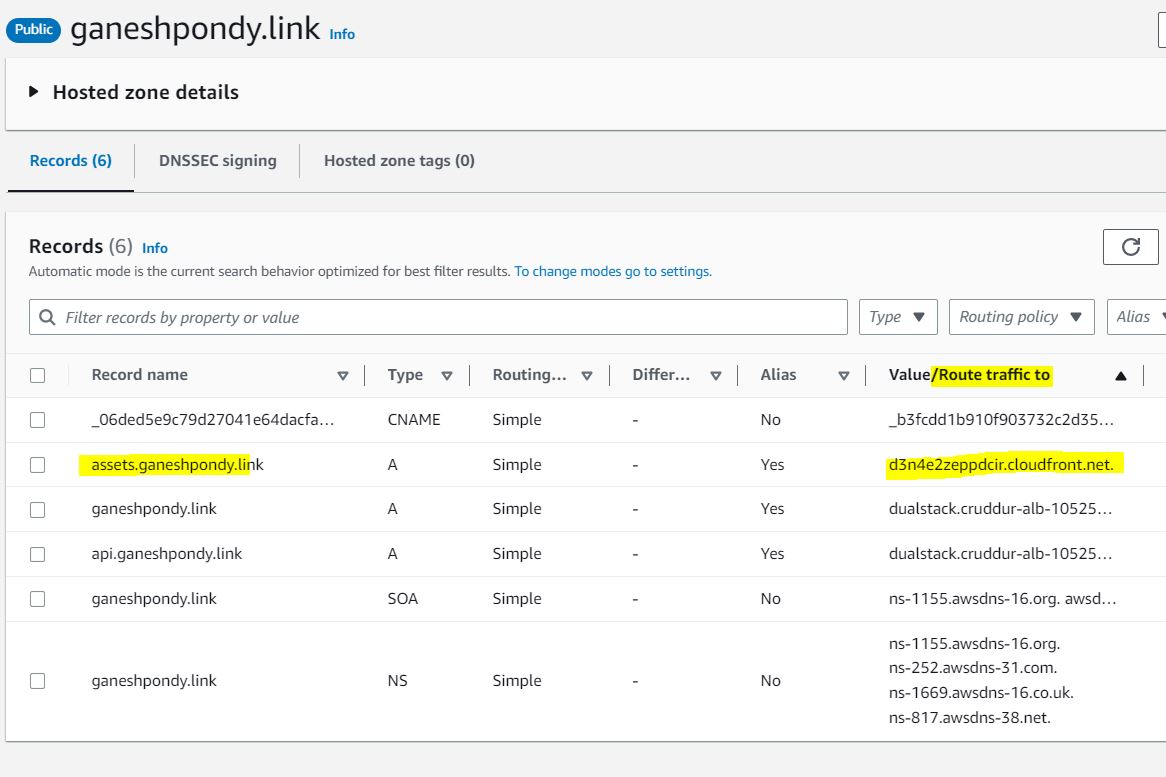 Public ganeshpondy.link Info
Hosted zone details
Records (6) DNSSEC signing Hosted zone tags (0)
Records (6) Info
Automatic mode is the current search behavior optimized for best filter results. To change modes go to settings.
Filter records by property or value Type Routing policy Alias
Record name Type Routing... Differ... Alias Value/Route traffic to
_06ded5e9c79d27041e64dacfa... CNAME Simple - No _b3fcdd1b910f903732c2d35...
assets.ganeshpondy.link A Simple - Yes d3n4e2zeppdcir.cloudfront.net.
ganeshpondy.link A Simple - Yes dualstack.cruddur-alb-10525...
api.ganeshpondy.link A Simple - Yes dualstack.cruddur-alb-10525...
ganeshpondy.link SOA Simple - No ns-1155.awsdns-16.org. awsd...
ns-1155.awsdns-16.org.
ns-252.awsdns-31.com.
ganeshpondy.link NS Simple - No
ns-1669.awsdns-16.co.uk.
ns-817.awsdns-38.net.